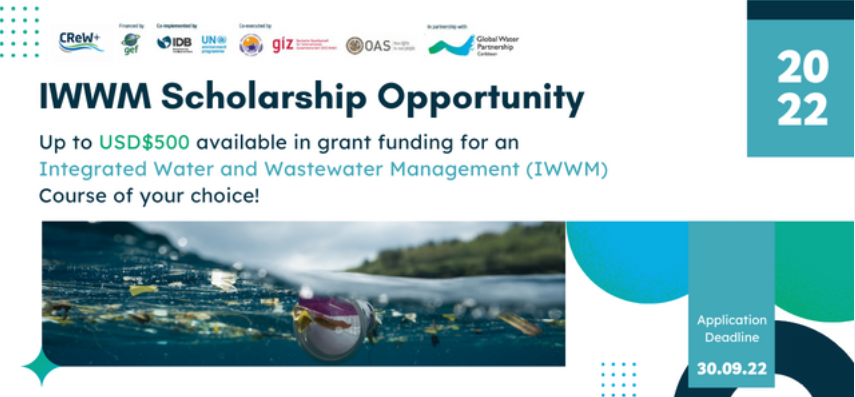 Financed by
Co-implemented by
Co-executed by
In partnership with
CReW+
gef
IDB
UN
environment
programme
giz
OAS
Global Water
Partnership
Caribbean
20
22
IWWM Scholarship Opportunity
Up to USD$500 available in grant funding for an
Integrated Water and Wastewater Management (IWWM)
Course of your choice!
Application
Deadline
30.09.22